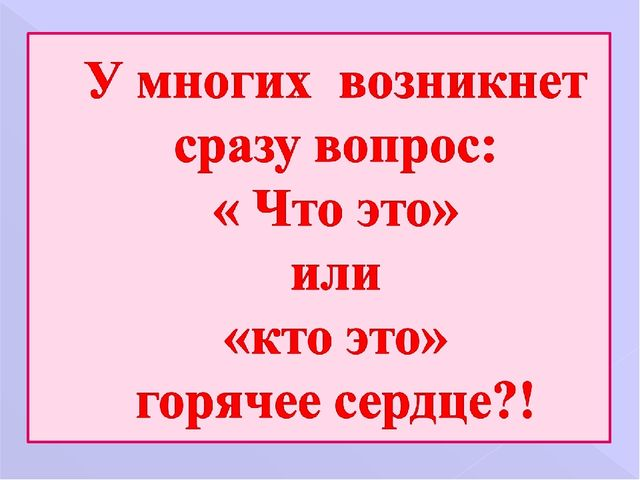 У многих  возникнет
сразу вопрос:
« Что это»
или
«кто это»
горячее сердце?!